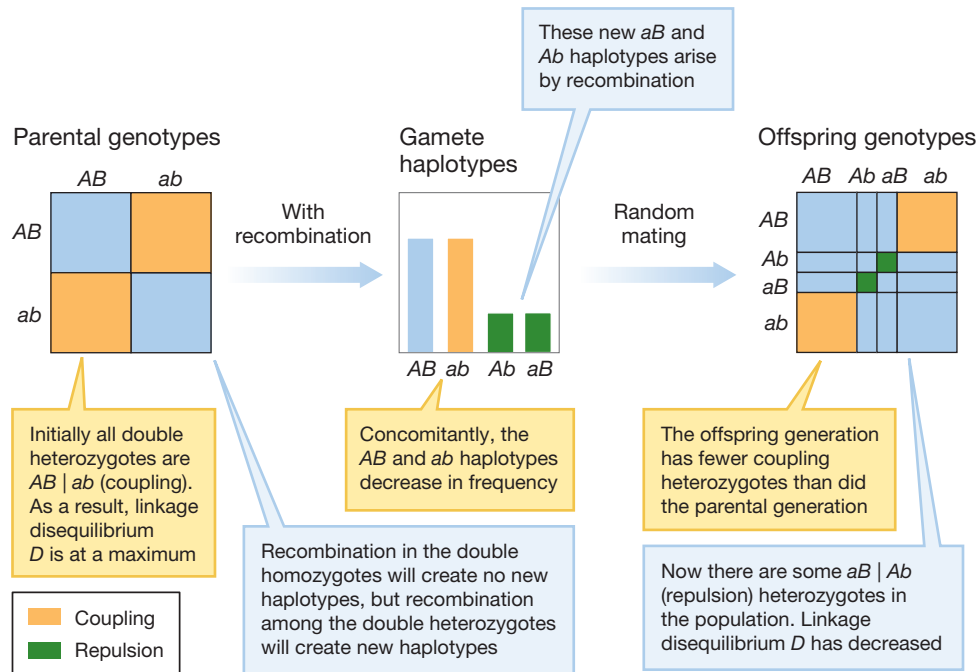 These new aB and
Ab haplotypes arise
by recombination
Parental genotypes
AB
ab
AB
ab
With
recombination
Gamete
haplotypes
AB
ab
Ab
aB
Random
mating
Offspring genotypes
AB
Ab
aB
ab
AB
Ab
aB
ab
Initially all double
heterozygotes are
AB | ab (coupling).
As a result, linkage
disequilibrium
D is at a maximum
Concomitantly, the
AB and ab haplotypes
decrease in frequency
The offspring generation
has fewer coupling
heterozygotes than did
the parental generation
Recombination in the double
homozygotes will create no new
haplotypes, but recombination
among the double heterozygotes
will create new haplotypes
Now there are some aB | Ab
(repulsion) heterozygotes in
the population. Linkage
disequilibrium D has decreased
Coupling
Repulsion